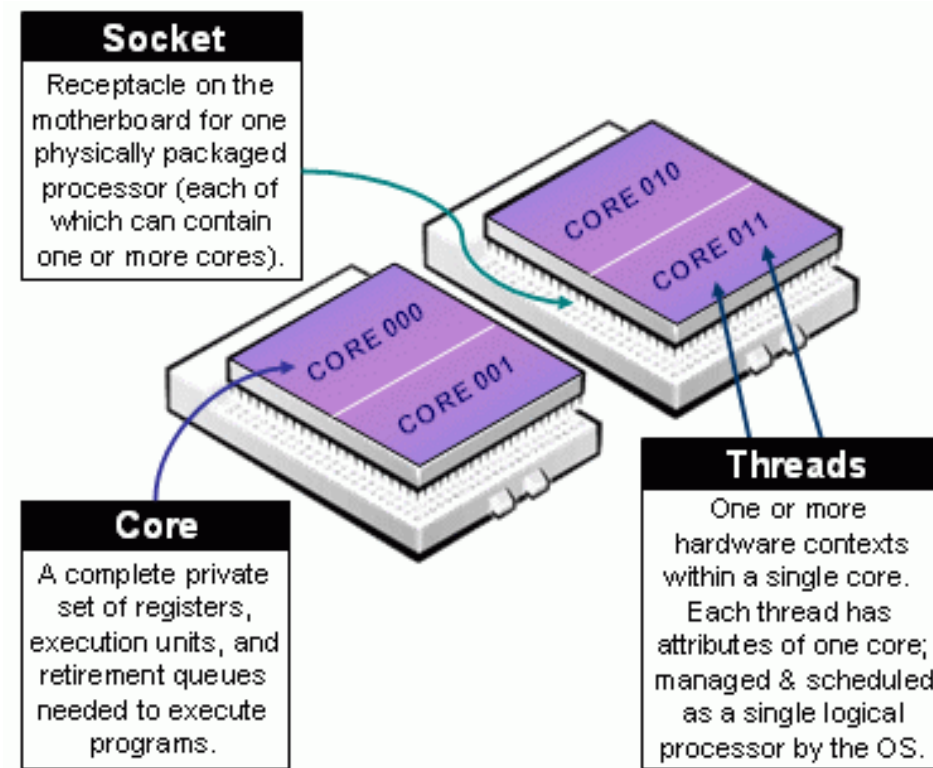 Socket
Receptacle on the
motherboard for one
physically packaged
processor (each of
which can contain
one or more cores).
CORE 010
CORE 011
CORE 000
CORE 001
Core
A complete private
set of registers,
execution units, and
retirement queues
needed to execute
programs.
Threads
One or more
hardware contexts
within a single core.
Each thread has
attributes of one core;
managed & scheduled
as a single logical
processor by the OS.